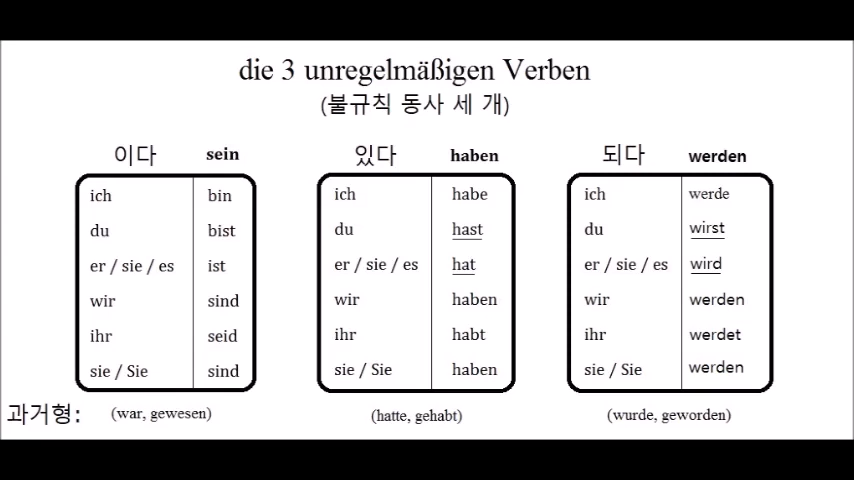 die 3 unregelmäßigen Verben
(불규칙 동사 세 개)
이다 sein
ich bin
du bist
er / sie / es ist
wir sind
ihr seid
sie / Sie sind
있다 haben
ich habe
du hast
er / sie / es hat
wir haben
ihr habt
sie / Sie haben
되다 werden
ich werde
du wirst
er / sie / es wird
wir werden
ihr werdet
sie / Sie werden
과거형: (war, gewesen) (hatte, gehabt) (wurde, geworden)